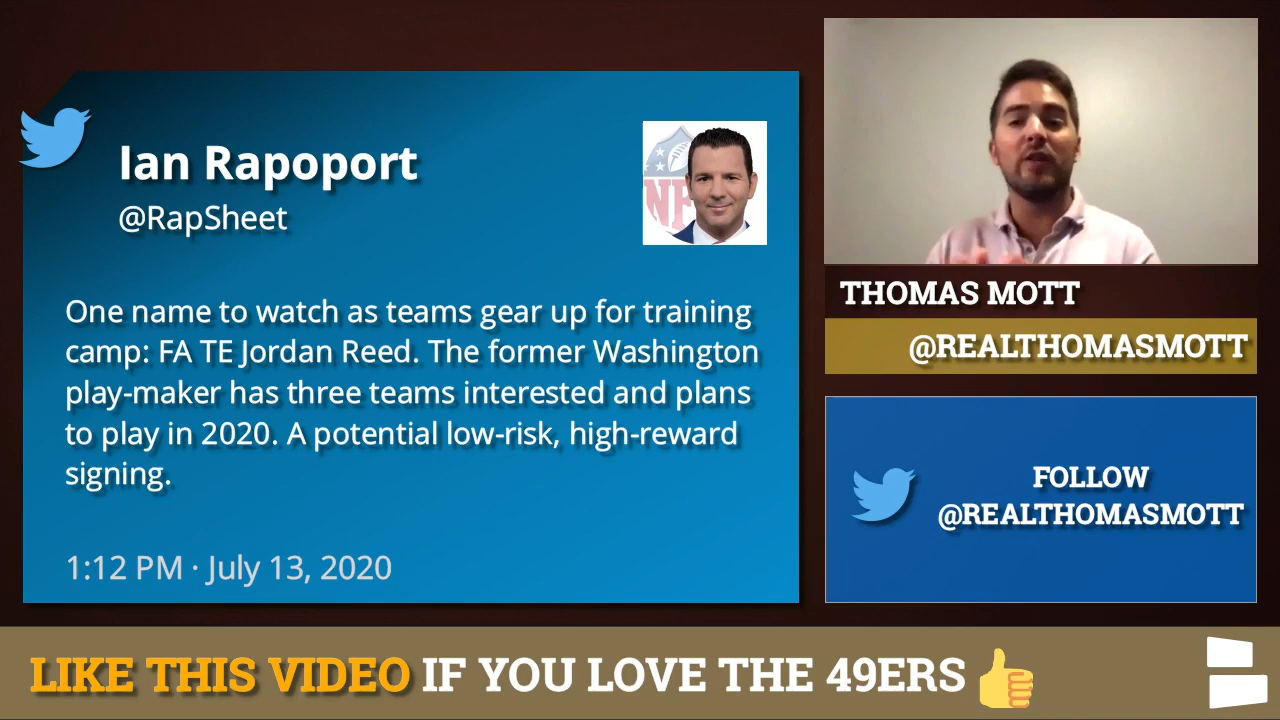 Ian Rapoport
@RapSheet
One name to watch as teams gear up for training
camp: FA TE Jordan Reed. The former Washington
play-maker has three teams interested and plans
to play in 2020. A potential low-risk, high-reward
signing.
1:12 PM · July 13, 2020
THOMAS MOTT
@REALTHOMASMOTT
FOLLOW
@REALTHOMASMOTT
LIKE THIS VIDEO IF YOU LOVE THE 49ERS